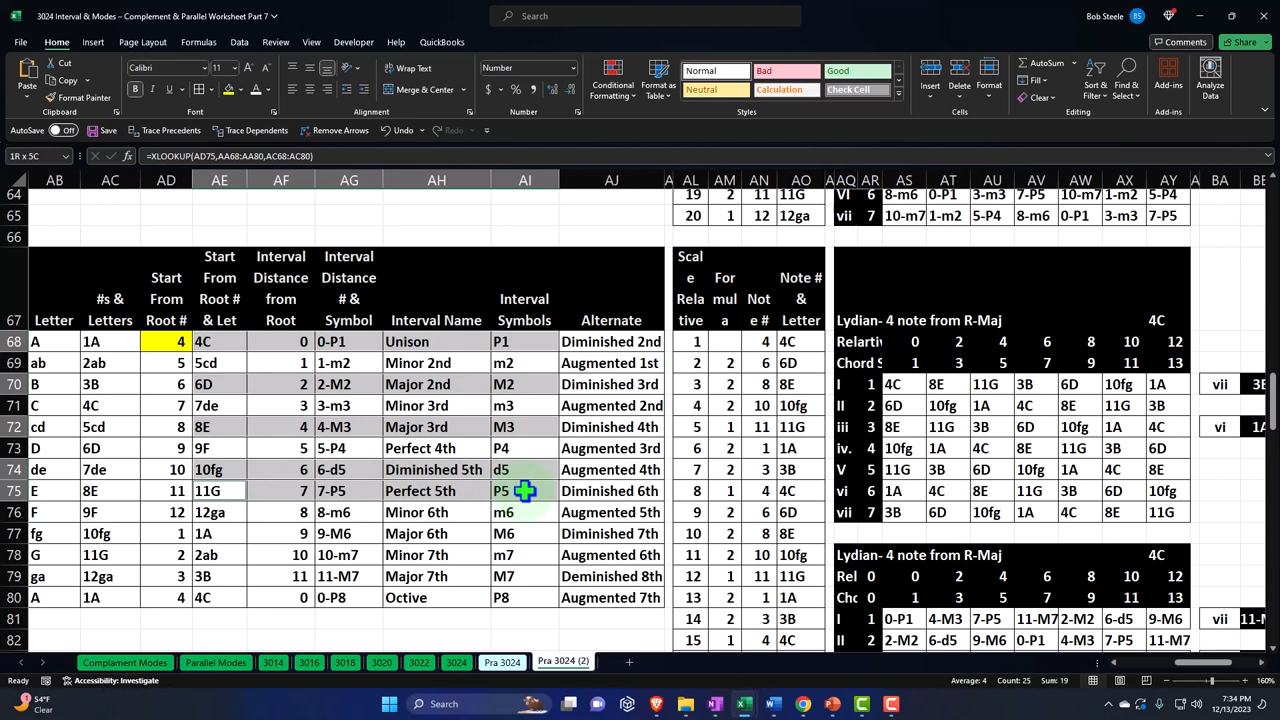 3024 Interval & Modes – Complement & Parallel Worksheet Part 7
Search
Bob Steele BS
File Home Insert Page Layout Formulas Data Review View Developer Help QuickBooks Comments Share
Cut Calibri 11 Wrap Text Number Normal Bad Good AutoSum
Copy Fill
Paste Format Painter B I U Merge & Center Conditional Formatting Format as Table Neutral Calculation Check Cell Insert Delete Format Clear Sort & Filter Find & Select Add-ins Analyze Data
Clipboard Font Alignment Number Styles Cells Editing Add-ins
AutoSave Off Save Trace Precedents Trace Dependents Remove Arrows Undo Redo
1R x 5C =XLOOKUP(AD75,AA68:AA80,AC68:AC80)
AB AC AD AE AF AG AH AI AJ A AL AM AN AO A AQ AR AS AT AU AV AW AX AY A BA
64 19 2 11 11G VI 6 8-m6 0-P1 3-m3 7-P5 10-m7 1-m2 5-P4
65 20 1 12 12ga vii 7 10-m7 1-m2 5-P4 8-m6 0-P1 3-m3 7-P5
66
67 Letter #s & Letters Start From Root # Start From Root # & Let Interval Distance from Root Interval Distance # & Symbol Interval Name Interval Symbols Alternate Scale Relative Formula Note # Note # & Letter Lydian- 4 note from R-Maj 4C
68 A 1A 4 4C 0 0-P1 Unison P1 Diminished 2nd 1 4 4C Relartiv 0 2 4 6 8 10 12
69 ab 2ab 5 5cd 1 1-m2 Minor 2nd m2 Augmented 1st 2 2 6 6D Chord S 1 3 5 7 9 11 13
70 B 3B 6 6D 2 2-M2 Major 2nd M2 Diminished 3rd 3 2 8 8E I 1 4C 8E 11G 3B 6D 10fg 1A vii 3B
71 C 4C 7 7de 3 3-m3 Minor 3rd m3 Augmented 2nd 4 2 10 10fg II 2 6D 10fg 1A 4C 8E 11G 3B
72 cd 5cd 8 8E 4 4-M3 Major 3rd M3 Diminished 4th 5 1 11 11G iii 3 8E 11G 3B 6D 10fg 1A 4C vi 1A
73 D 6D 9 9F 5 5-P4 Perfect 4th P4 Augmented 3rd 6 2 1 1A iv. 4 10fg 1A 4C 8E 11G 3B 6D
74 de 7de 10 10fg 6 6-d5 Diminished 5th d5 Augmented 4th 7 2 3 3B V 5 11G 3B 6D 10fg 1A 4C 8E
75 E 8E 11 11G 7 7-P5 Perfect 5th P5 Diminished 6th 8 1 4 4C vi 6 1A 4C 8E 11G 3B 6D 10fg
76 F 9F 12 12ga 8 8-m6 Minor 6th m6 Augmented 5th 9 2 6 6D vii 7 3B 6D 10fg 1A 4C 8E 11G
77 fg 10fg 1 1A 9 9-M6 Major 6th M6 Diminished 7th 10 2 8 8E
78 G 11G 2 2ab 10 10-m7 Minor 7th m7 Augmented 6th 11 2 10 10fg Lydian- 4 note from R-Maj 4C
79 ga 12ga 3 3B 11 11-M7 Major 7th M7 Deminished 8th 12 1 11 11G Rel 0 0 2 4 6 8 10 12
80 A 1A 4 4C 0 0-P8 Octive P8 Augmented 7th 13 2 1 1A Chc 0 1 3 5 7 9 11 13
81 14 2 3 3B I 1 0-P1 4-M3 7-P5 11-M7 2-M2 6-d5 9-M6 vii 11-M
82 15 1 4 4C II 2 2-M2 6-d5 9-M6 0-P1 4-M3 7-P5 11-M7
Complament Modes Parallel Modes 3014 3016 3018 3020 3022 3024 Pra 3024 Pra 3024 (2)
Ready Accessibility: Investigate Average: 4 Count: 25 Sum: 19 160%
54°F
Clear
Search
7:34 PM
12/13/2023